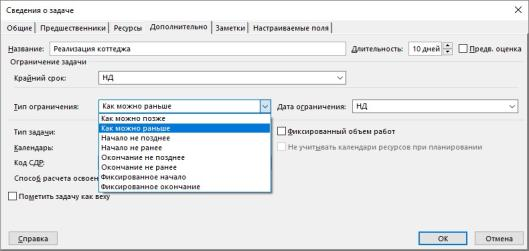 Сведения о задаче
Общие Предшественники Ресурсы Дополнительно Заметки Настраиваемые поля
Название: Реализация коттеджа Длительность: 10 дней Предв. оценка
Ограничение задачи
Крайний срок: НД
Тип ограничения: Как можно раньше Дата ограничения: НД
Как можно позже
Как можно раньше
Тип задачи: Начало не позднее Фиксированный объем работ
Календарь: Начало не ранее Не учитывать календари ресурсов при планировании
Окончание не позднее
Код СДР: Окончание не ранее
Способ расчета освоен Фиксированное начало
Фиксированное окончание
Пометить задачу как веху
Справка ОК Отмена